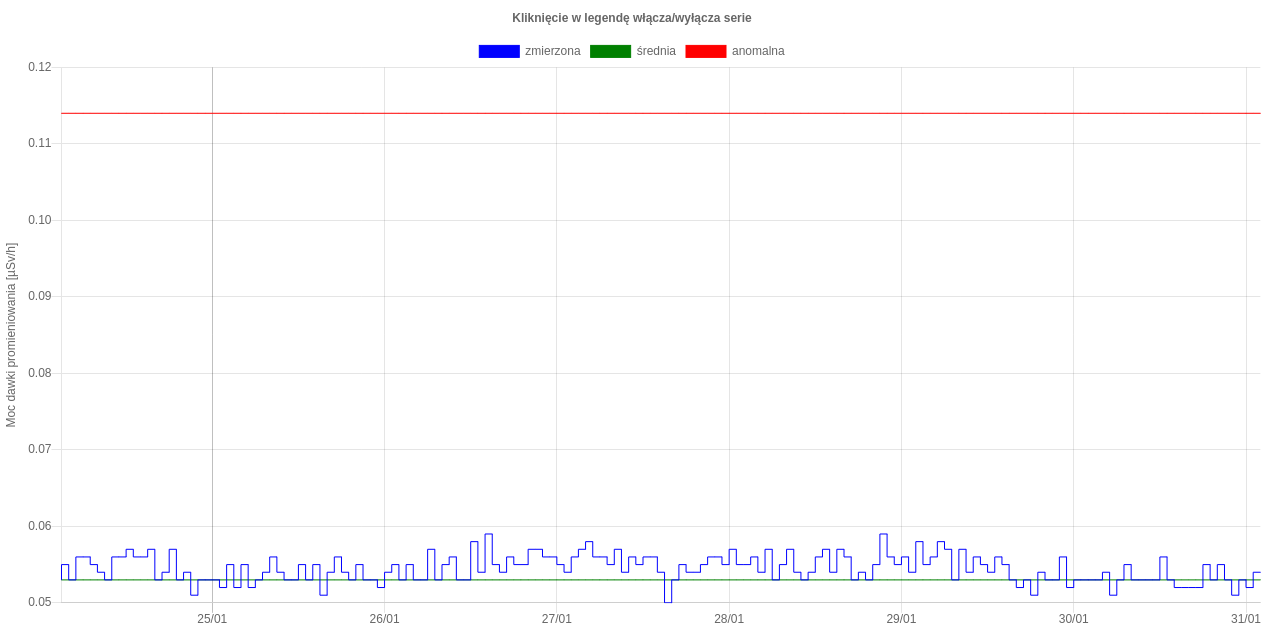 Kliknięcie w legendę włącza/wyłącza serie
zmierzona średnia anomalna
Moc dawki promieniowania [µSv/h]
0.12
0.11
0.10
0.09
0.08
0.07
0.06
0.05
25/01 26/01 27/01 28/01 29/01 30/01 31/01